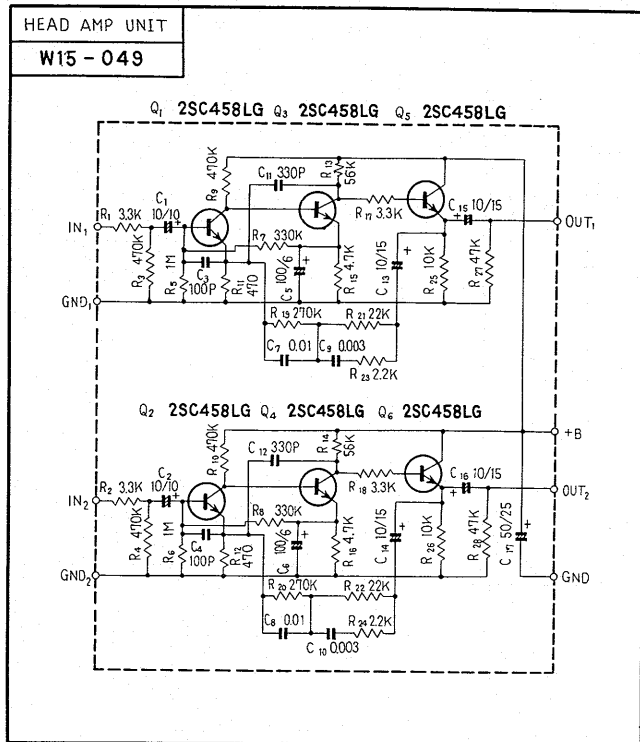 HEAD AMP UNIT
W15-049
Q1 2SC458LG Q3 2SC458LG Q5 2SC458LG
R9 470K
C11 330P
R13 56K
R1 3.3K
C1 10/10
R17 3.3K
C15 10/15
IN1
OUT1
R3 470K
R5 1M
C3 100P
R11 470
R7 330K
C5 100/6
R15 4.7K
C13 10/15
R25 10K
R27 47K
GND1
R19 270K
R21 22K
C7 0.01
C9 0.003
R23 2.2K
Q2 2SC458LG Q4 2SC458LG Q6 2SC458LG
+B
R10 470K
C12 330P
R14 56K
R2 3.3K
C2 10/10
R18 3.3K
C16 10/15
IN2
OUT2
R4 470K
R6 1M
C4 100P
R12 470
R8 330K
C6 100/6
R16 4.7K
C14 10/15
R26 10K
R28 47K
C17 50/25
GND2
GND
R20 270K
R22 22K
C8 0.01
C10 0.003
R24 2.2K